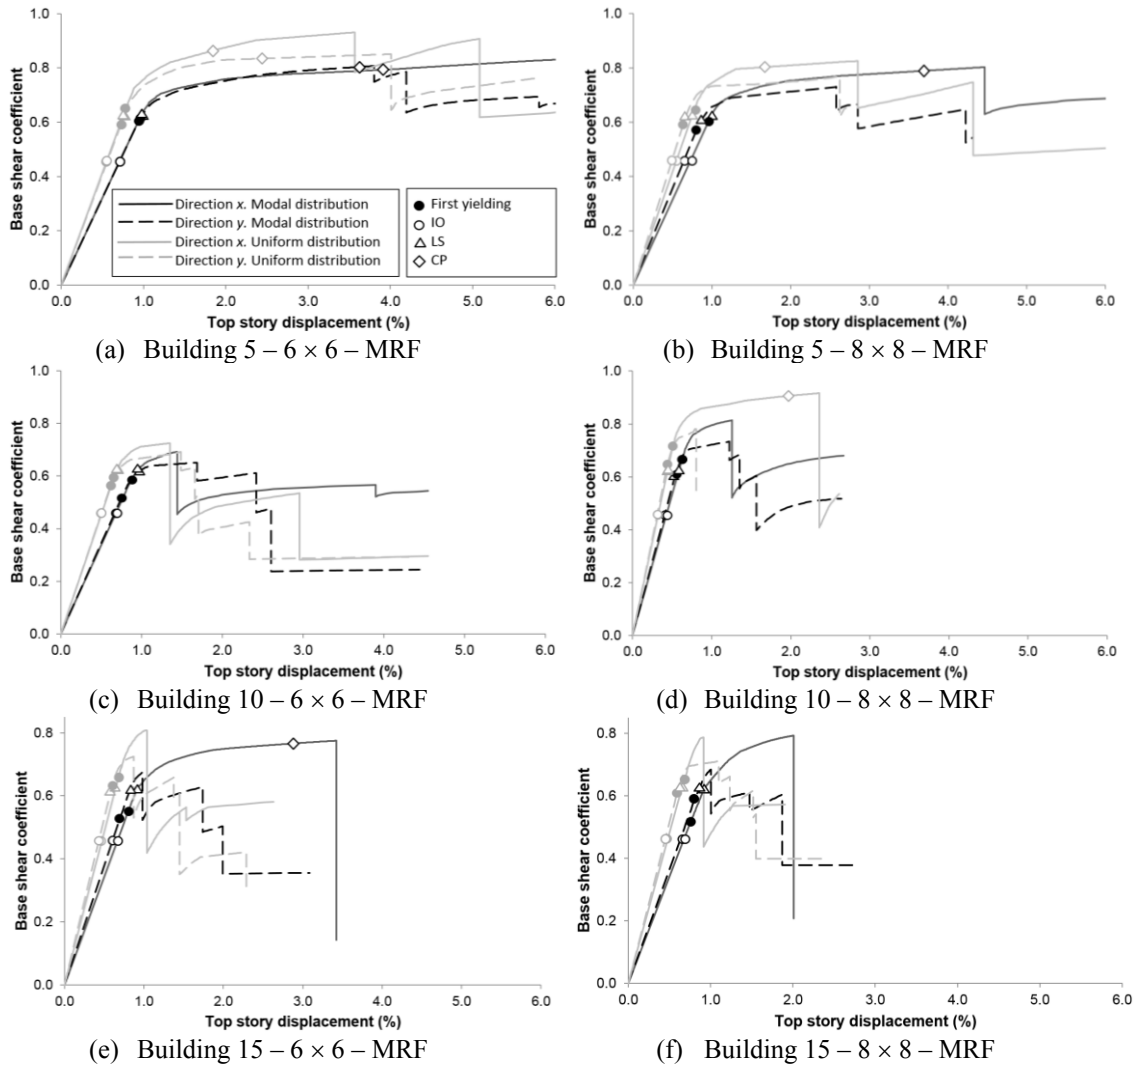 1.0
0.8
0.6
0.4
0.2
0.0
Base shear coefficient
Direction x. Modal distribution
Direction y. Modal distribution
Direction x. Uniform distribution
Direction y. Uniform distribution
First yielding
IO
LS
CP
0.0 1.0 2.0 3.0 4.0 5.0 6.0
Top story displacement (%)
(a) Building 5 – 6 × 6 – MRF
1.0
0.8
0.6
0.4
0.2
0.0
Base shear coefficient
0.0 1.0 2.0 3.0 4.0 5.0 6.0
Top story displacement (%)
(b) Building 5 – 8 × 8 – MRF
1.0
0.8
0.6
0.4
0.2
0.0
Base shear coefficient
0.0 1.0 2.0 3.0 4.0 5.0 6.0
Top story displacement (%)
(c) Building 10 – 6 × 6 – MRF
1.0
0.8
0.6
0.4
0.2
0.0
Base shear coefficient
0.0 1.0 2.0 3.0 4.0 5.0 6.0
Top story displacement (%)
(d) Building 10 – 8 × 8 – MRF
0.8
0.6
0.4
0.2
0.0
Base shear coefficient
0.0 1.0 2.0 3.0 4.0 5.0 6.0
Top story displacement (%)
(e) Building 15 – 6 × 6 – MRF
0.8
0.6
0.4
0.2
0.0
Base shear coefficient
0.0 1.0 2.0 3.0 4.0 5.0 6.0
Top story displacement (%)
(f) Building 15 – 8 × 8 – MRF